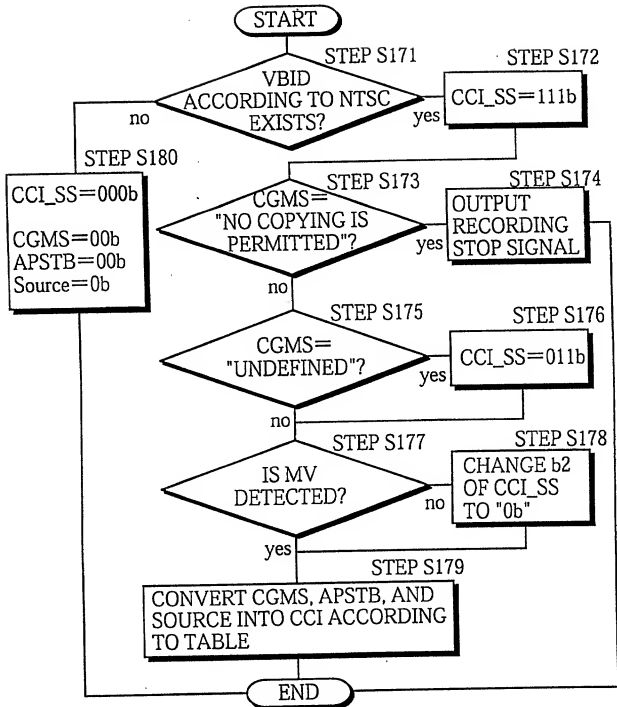 START
STEP S171
VBID
ACCORDING TO NTSC
EXISTS?
no
yes
STEP S172
CCI_SS=111b
STEP S180
CCI_SS=000b
CGMS=00b
APSTB=00b
Source=0b
STEP S173
CGMS=
"NO COPYING IS
PERMITTED"?
yes
no
STEP S174
OUTPUT
RECORDING
STOP SIGNAL
STEP S175
CGMS=
"UNDEFINED"?
yes
no
STEP S176
CCI_SS=011b
STEP S177
IS MV
DETECTED?
no
yes
STEP S178
CHANGE b2
OF CCI_SS
TO "0b"
STEP S179
CONVERT CGMS, APSTB, AND
SOURCE INTO CCI ACCORDING
TO TABLE
END